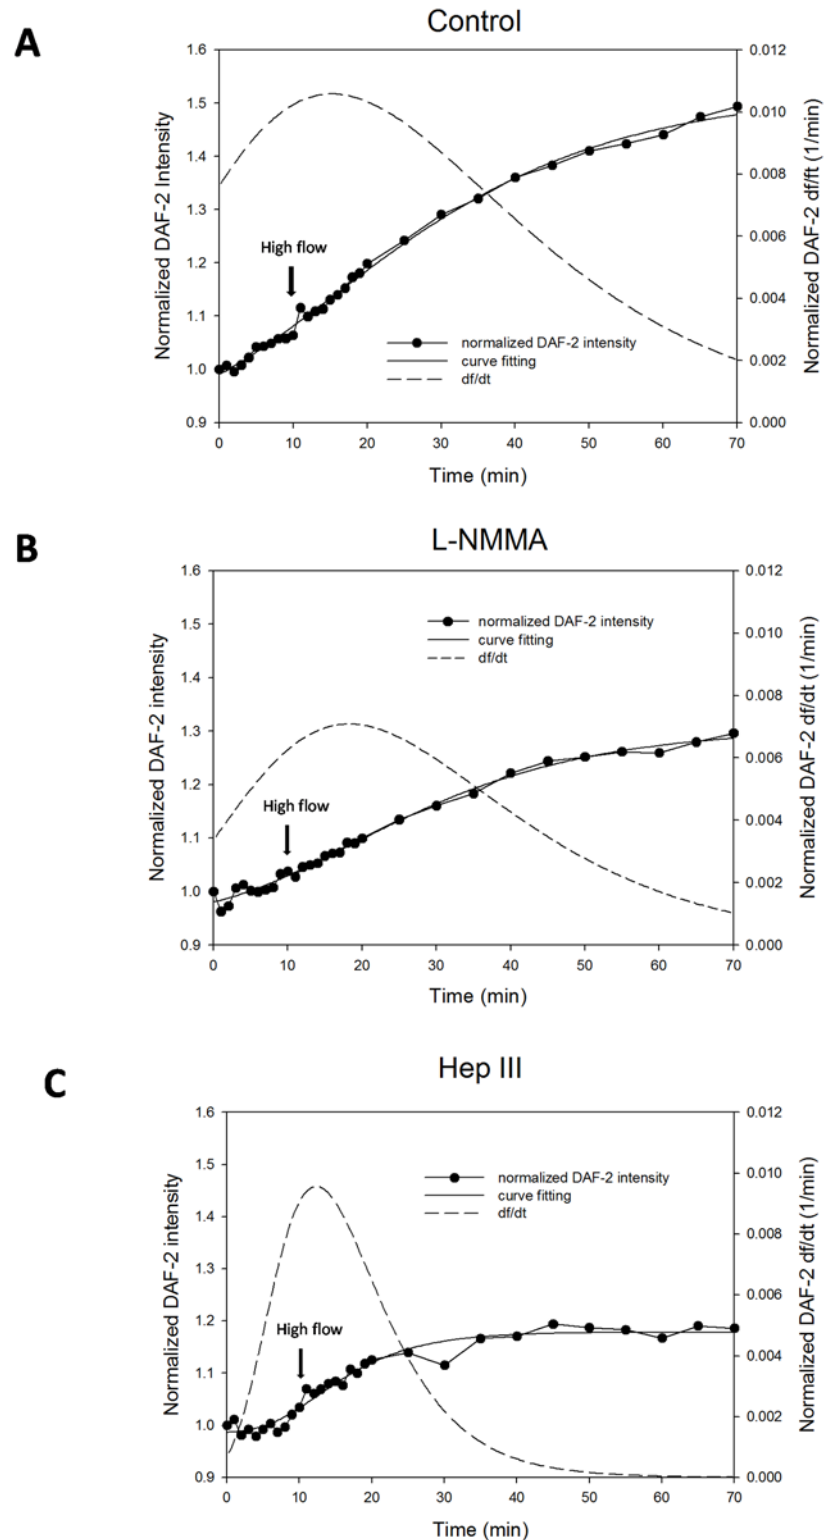 A
Control
Normalized DAF-2 Intensity
1.6
1.5
1.4
1.3
1.2
1.1
1.0
0.9
High flow
normalized DAF-2 intensity
curve fitting
df/dt
0.012
0.010
0.008
0.006
0.004
0.002
0.000
Normalized DAF-2 df/ft (1/min)
0 10 20 30 40 50 60 70
Time (min)
B
L-NMMA
Normalized DAF-2 intensity
1.6
1.5
1.4
1.3
1.2
1.1
1.0
0.9
High flow
normalized DAF-2 intensity
curve fitting
df/dt
0.012
0.010
0.008
0.006
0.004
0.002
0.000
Normalized DAF-2 df/dt (1/min)
0 10 20 30 40 50 60 70
Time (min)
C
Hep III
Normalized DAF-2 intensity
1.6
1.5
1.4
1.3
1.2
1.1
1.0
0.9
High flow
normalized DAF-2 intensity
curve fitting
df/dt
0.012
0.010
0.008
0.006
0.004
0.002
0.000
Normalized DAF-2 df/dt (1/min)
0 10 20 30 40 50 60 70
Time (min)